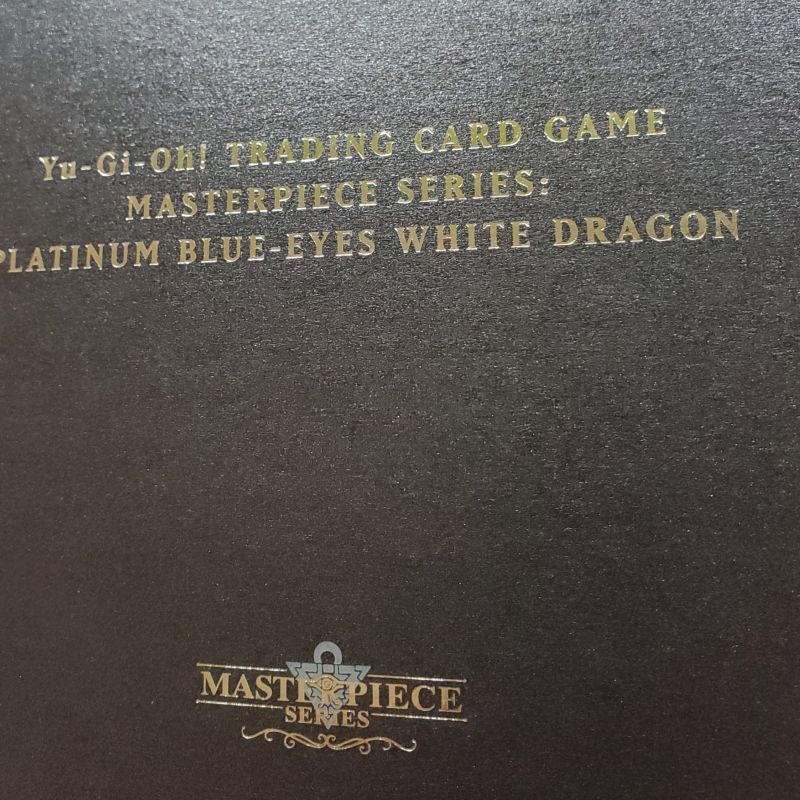 Yu-Gi-Oh! TRADING CARD GAME
MASTERPIECE SERIES:
PLATINUM BLUE-EYES WHITE DRAGON
MASTERPIECE
SERIES